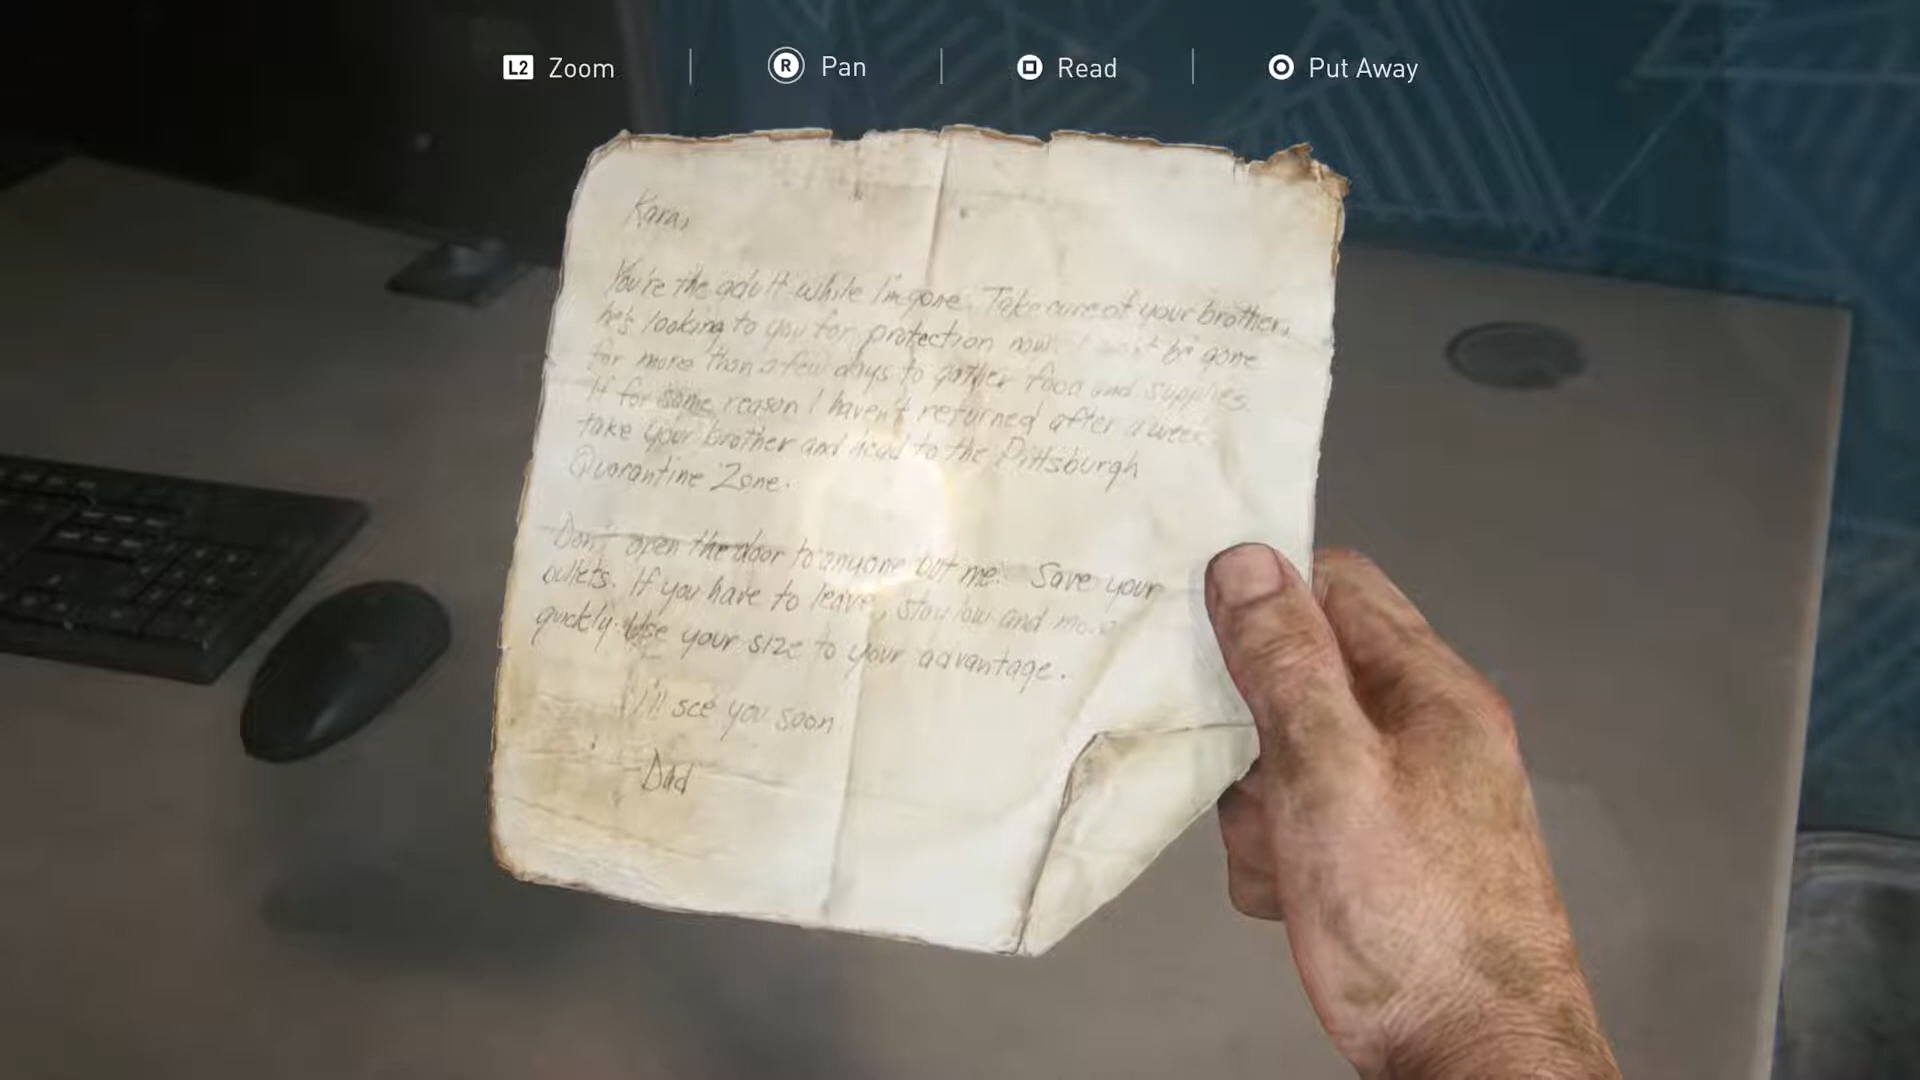 L2 Zoom R Pan Read Put Away
Kara,
You're the adult while I'm gone. Take care of your brother,
he's looking to you for protection now. I won't be gone
for more than a few days to gather food and supplies.
If for some reason I haven't returned after a week
take your brother and head to the Pittsburgh
Quarantine Zone.
Don't open the door to anyone but me. Save your
bullets. If you have to leave, stay low and move
quickly. Use your size to your advantage.
I'll see you soon
Dad